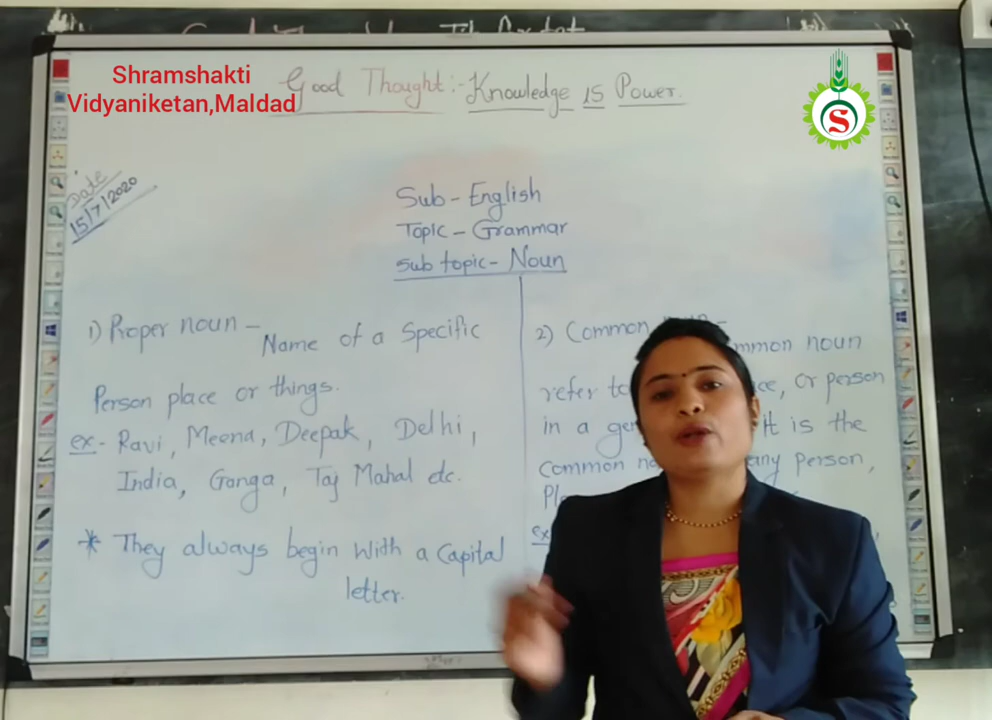 Shramshakti
Vidyaniketan,Maldad
Good Thought:- Knowledge is Power.
S
Date
15/7/2020
Sub - English
Topic - Grammar
Sub topic - Noun
1) Proper noun - Name of a Specific
Person place or things.
ex- Ravi, Meena, Deepak, Delhi,
India, Ganga, Taj Mahal etc.
* They always begin with a Capital
letter.
2) Common
noun
refer to or person
in a It is the
common any person,
ex